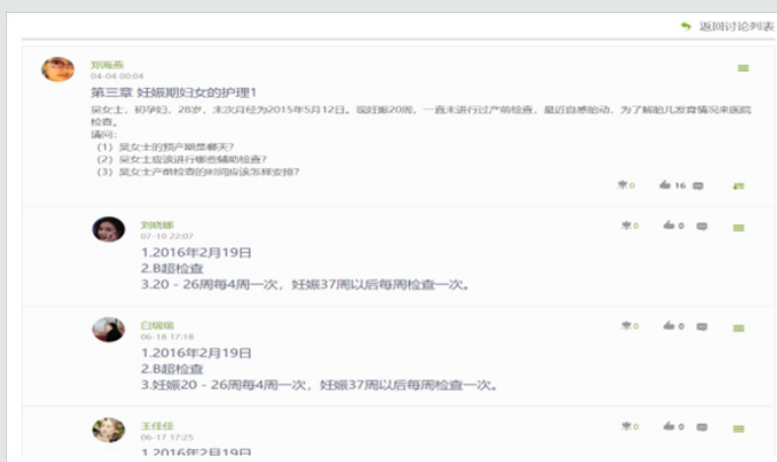 返回讨论列表
郑海燕
04-04 00:04
第三章 妊娠期妇女的护理1
吴女士，初孕妇，28岁，末次月经为2015年5月12日。现妊娠20周，一直未进行过产前检查，最近自感胎动，为了解胎儿发育情况来医院
检查。
请问：
(1) 吴女士的预产期是哪天？
(2) 吴女士应该进行哪些辅助检查？
(3) 吴女士产前检查的时间应该怎样安排？
0 16
刘晓娜 0 0
07-10 22:07
1.2016年2月19日
2.B超检查
3.20 - 26周每4周一次，妊娠37周以后每周检查一次。
0 0
06-18 17:18
1.2016年2月19日
2.B超检查
3.妊娠20 - 26周每4周一次，妊娠37周以后每周检查一次。
王佳佳 0 0
06-17 17:25
1.2016年2月19日